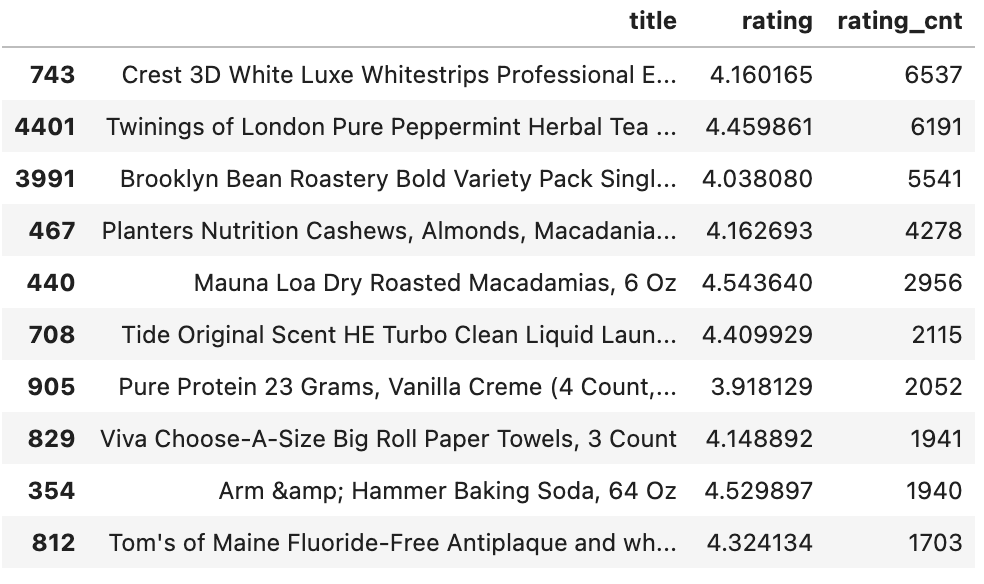 title rating rating_cnt
743 Crest 3D White Luxe Whitestrips Professional E... 4.160165 6537
4401 Twinings of London Pure Peppermint Herbal Tea ... 4.459861 6191
3991 Brooklyn Bean Roastery Bold Variety Pack Singl... 4.038080 5541
467 Planters Nutrition Cashews, Almonds, Macadania... 4.162693 4278
440 Mauna Loa Dry Roasted Macadamias, 6 Oz 4.543640 2956
708 Tide Original Scent HE Turbo Clean Liquid Laun... 4.409929 2115
905 Pure Protein 23 Grams, Vanilla Creme (4 Count,... 3.918129 2052
829 Viva Choose-A-Size Big Roll Paper Towels, 3 Count 4.148892 1941
354 Arm &amp; Hammer Baking Soda, 64 Oz 4.529897 1940
812 Tom's of Maine Fluoride-Free Antiplaque and wh... 4.324134 1703